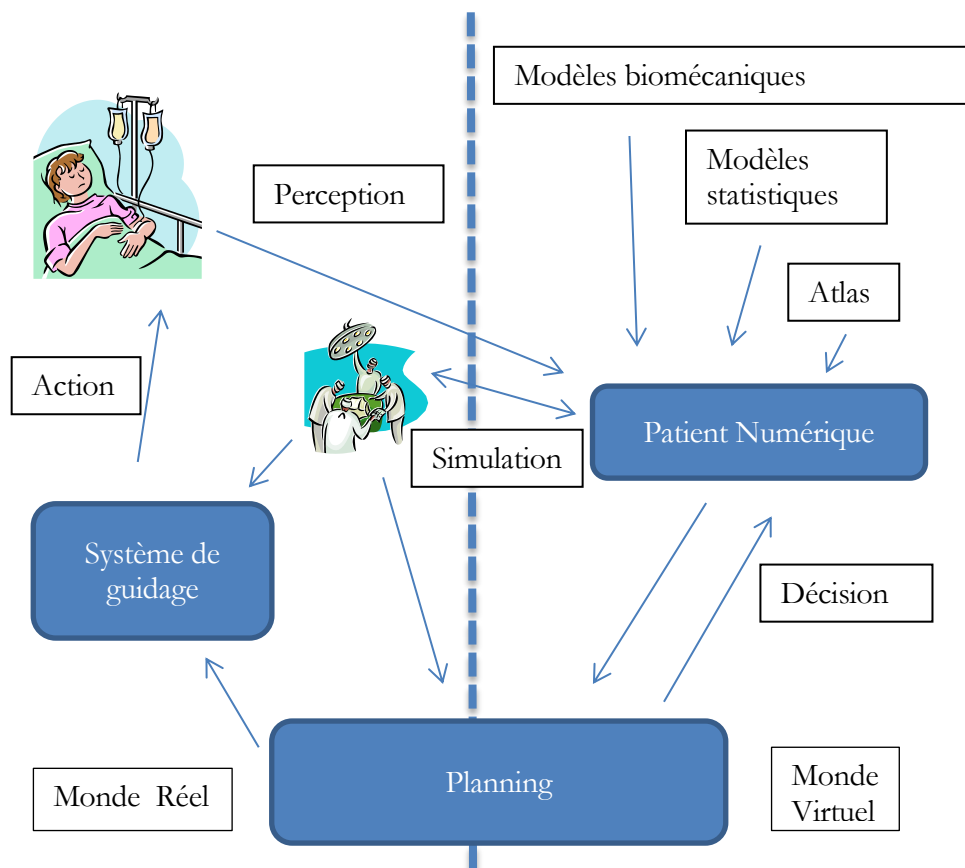 Modèles biomécaniques
Modèles
statistiques
Perception
Atlas
Action
Patient Numérique
Simulation
Système de
guidage
Décision
Planning
Monde  Réel
Monde
Virtuel